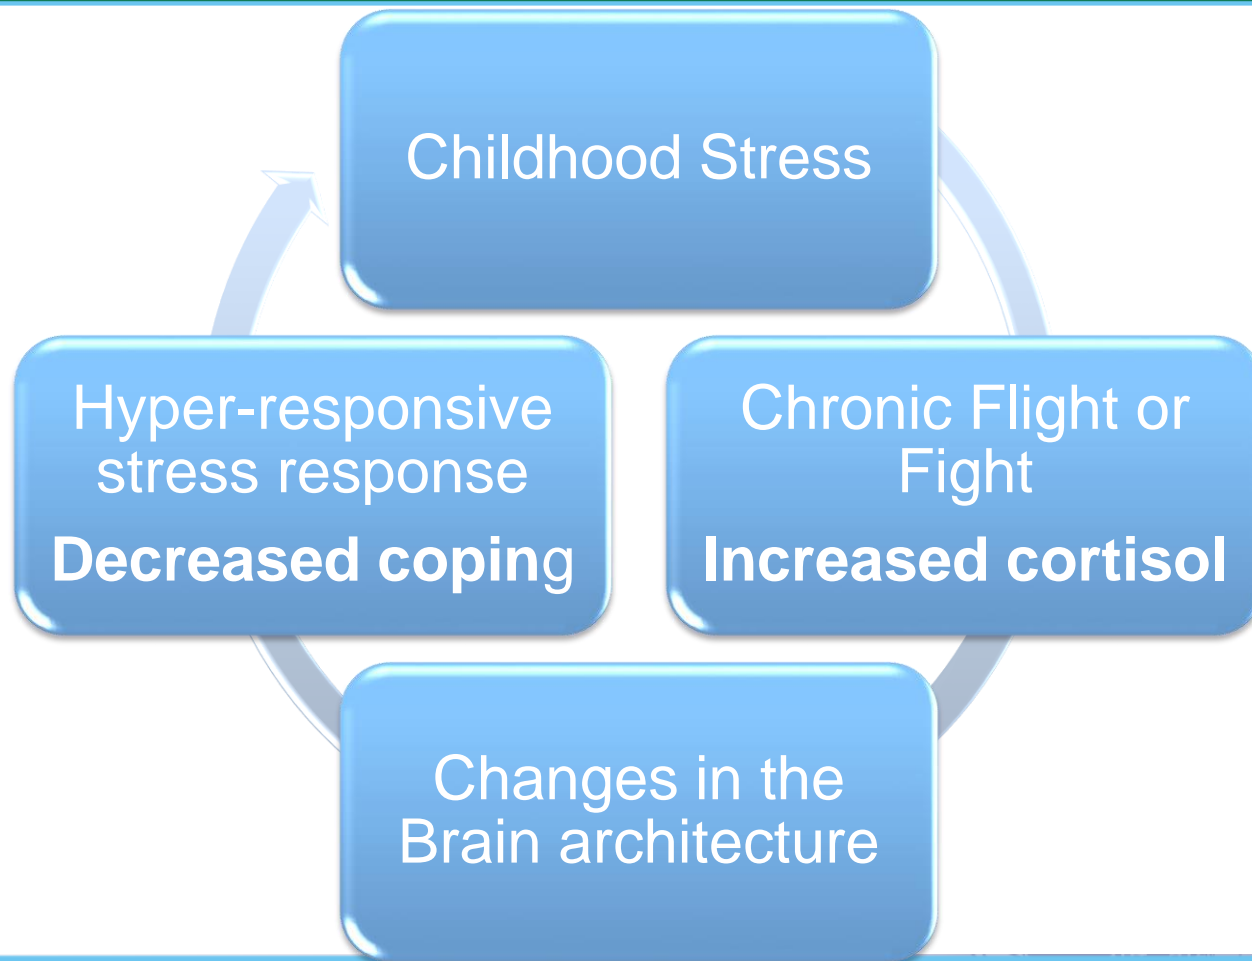 Childhood Stress
Chronic Flight or
Fight
Increased cortisol
Changes in the
Brain architecture
Hyper-responsive
stress response
Decreased coping